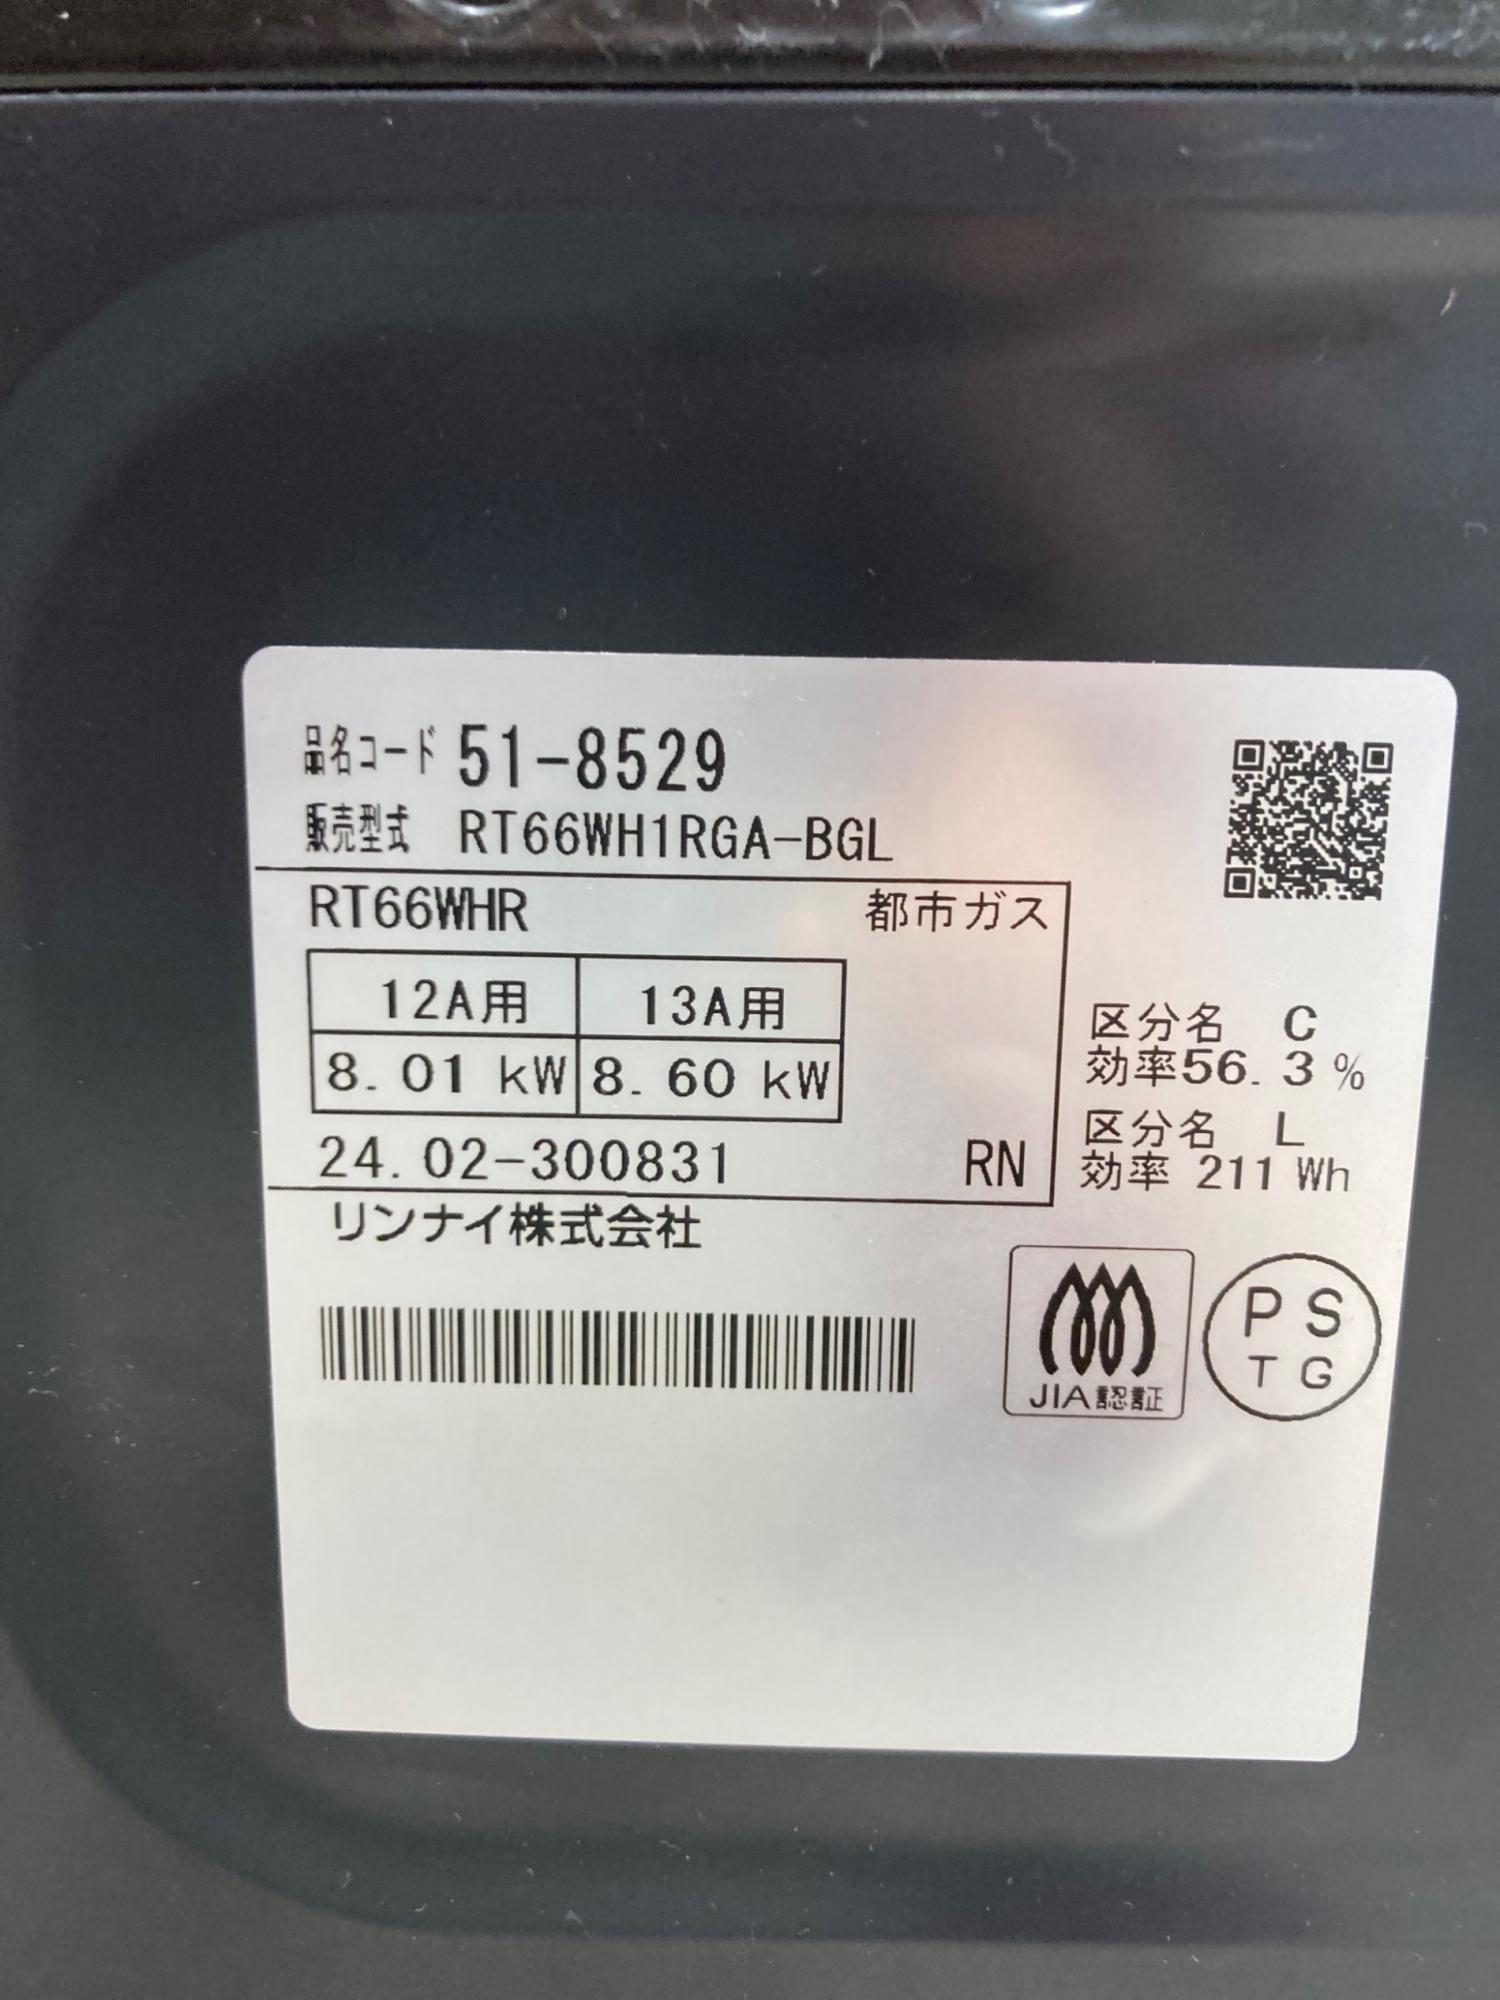 品名コード 51-8529
販売型式 RT66WH1RGA-BGL
RT66WHR 都市ガス
12A用 13A用
8.01 kW 8.60 kW
24.02-300831 RN
リンナイ株式会社
区分名 C
効率56.3 %
区分名 L
効率 211 Wh
JIA認証
PS
TG